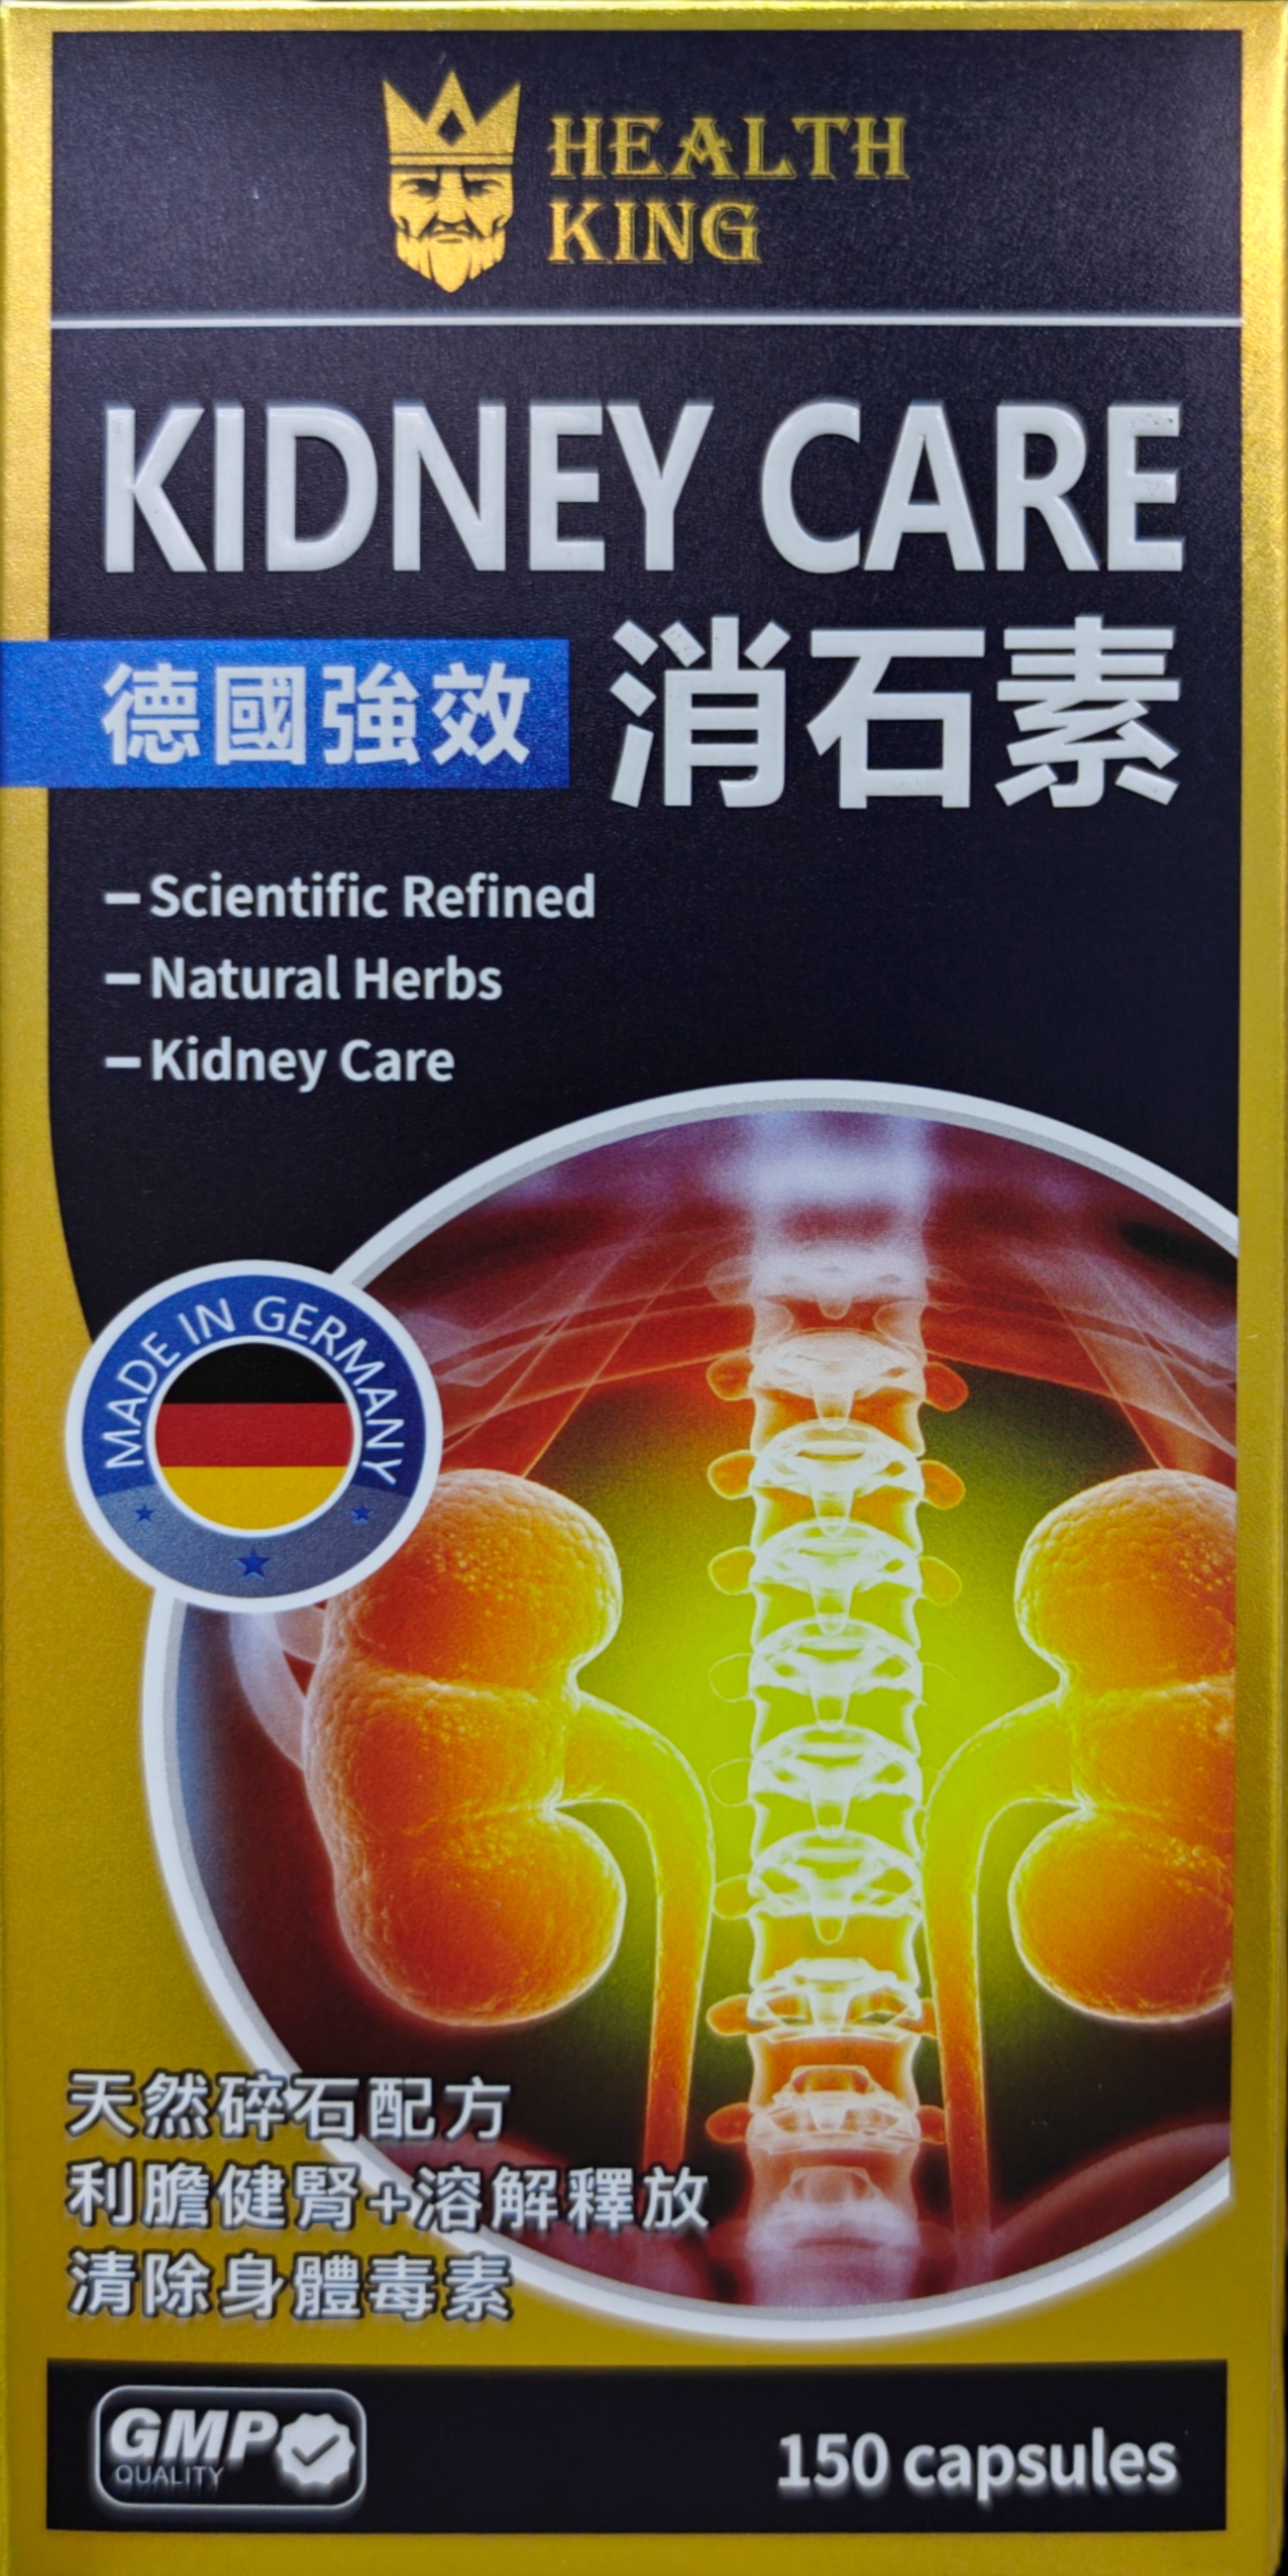 HEALTH
KING
KIDNEY CARE
德國強效 消石素
– Scientific Refined
– Natural Herbs
– Kidney Care
MADE IN GERMANY
天然碎石配方
利膽健腎+溶解釋放
清除身體毒素
GMP
QUALITY
150 capsules